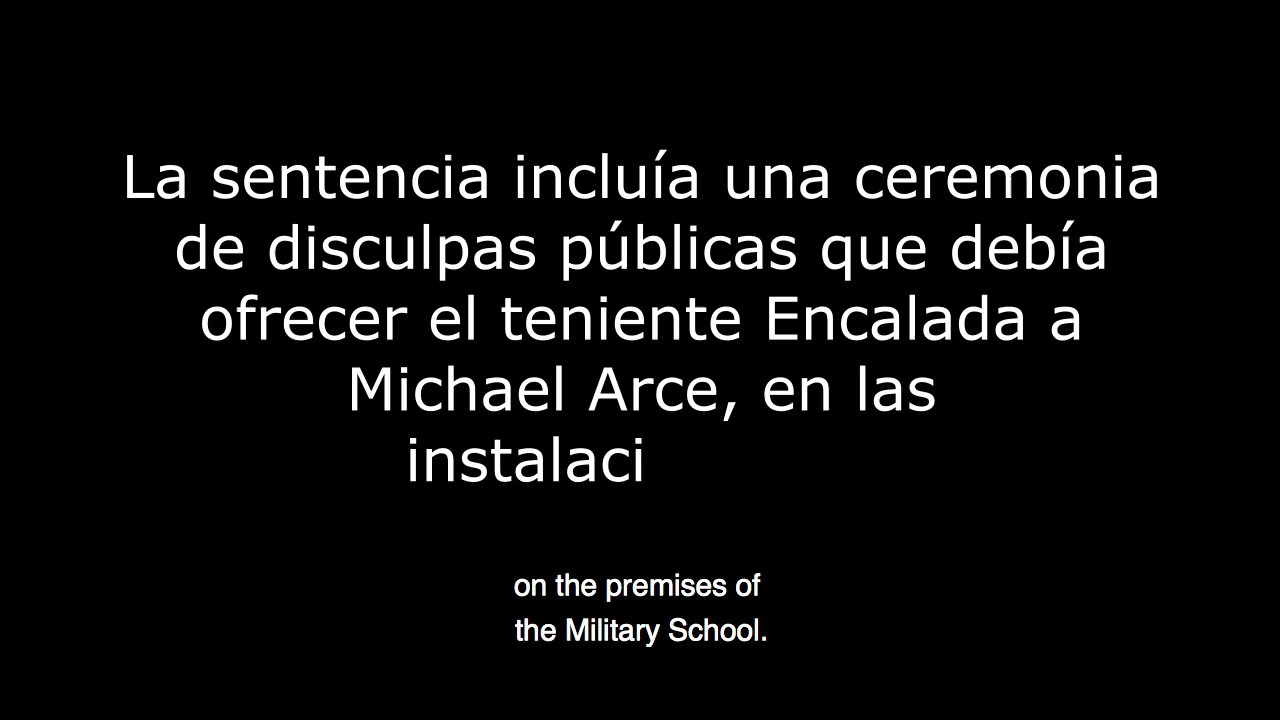 La sentencia incluía una ceremonia
de disculpas públicas que debía
ofrecer el teniente Encalada a
Michael Arce, en las
instalaci
on the premises of
the Military School.